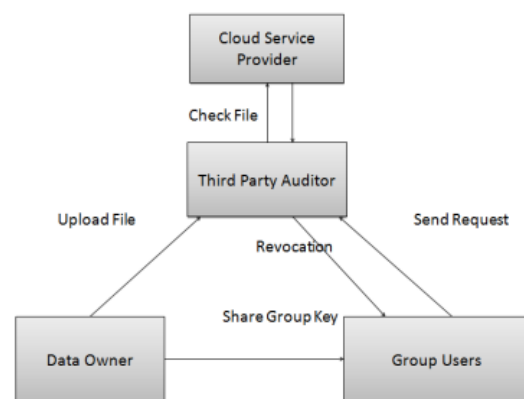 Cloud Service
Provider
Check File
Third Party Auditor
Upload File
Send Request
Revocation
Share Group Key
Data Owner
Group Users